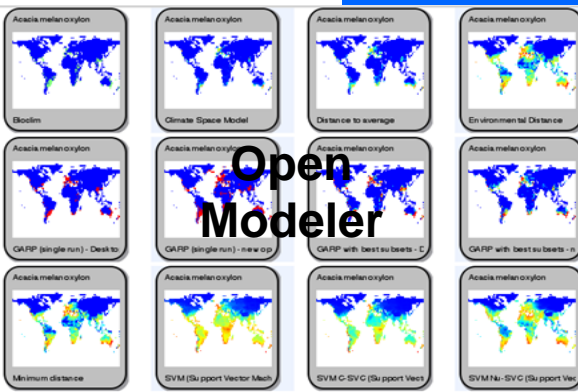 Acacia melanoxylon
Acacia melanoxylon
Acacia melanoxylon
Acacia melanoxylon
Bioclim
Climate Space Model
Distance to average
Environmental Distance
Acacia melanoxylon
Acacia melanoxylon
Acacia melanoxylon
Acacia melanoxylon
Open
Modeler
GARP (single run) - Deskto
GARP (single run) - new op
GARP with best subsets - D
GARP with best subsets - n
Acacia melanoxylon
Acacia melanoxylon
Acacia melanoxylon
Acacia melanoxylon
Minimum distance
SVM (Support Vector Mach
SVM C-SVC (Support Vect
SVM Nu-SVC (Support Vect